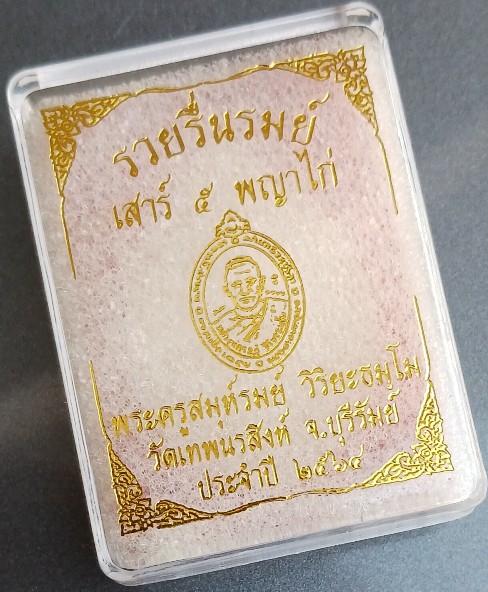 รวยรื่นรมย์
เสาร์ ๕ พญาไก่
พระครูสมุห์รมย์ วิริยะธมฺโม
วัดเทพนรสิงห์ จ.บุรีรัมย์
ประจำปี ๒๕๖๔